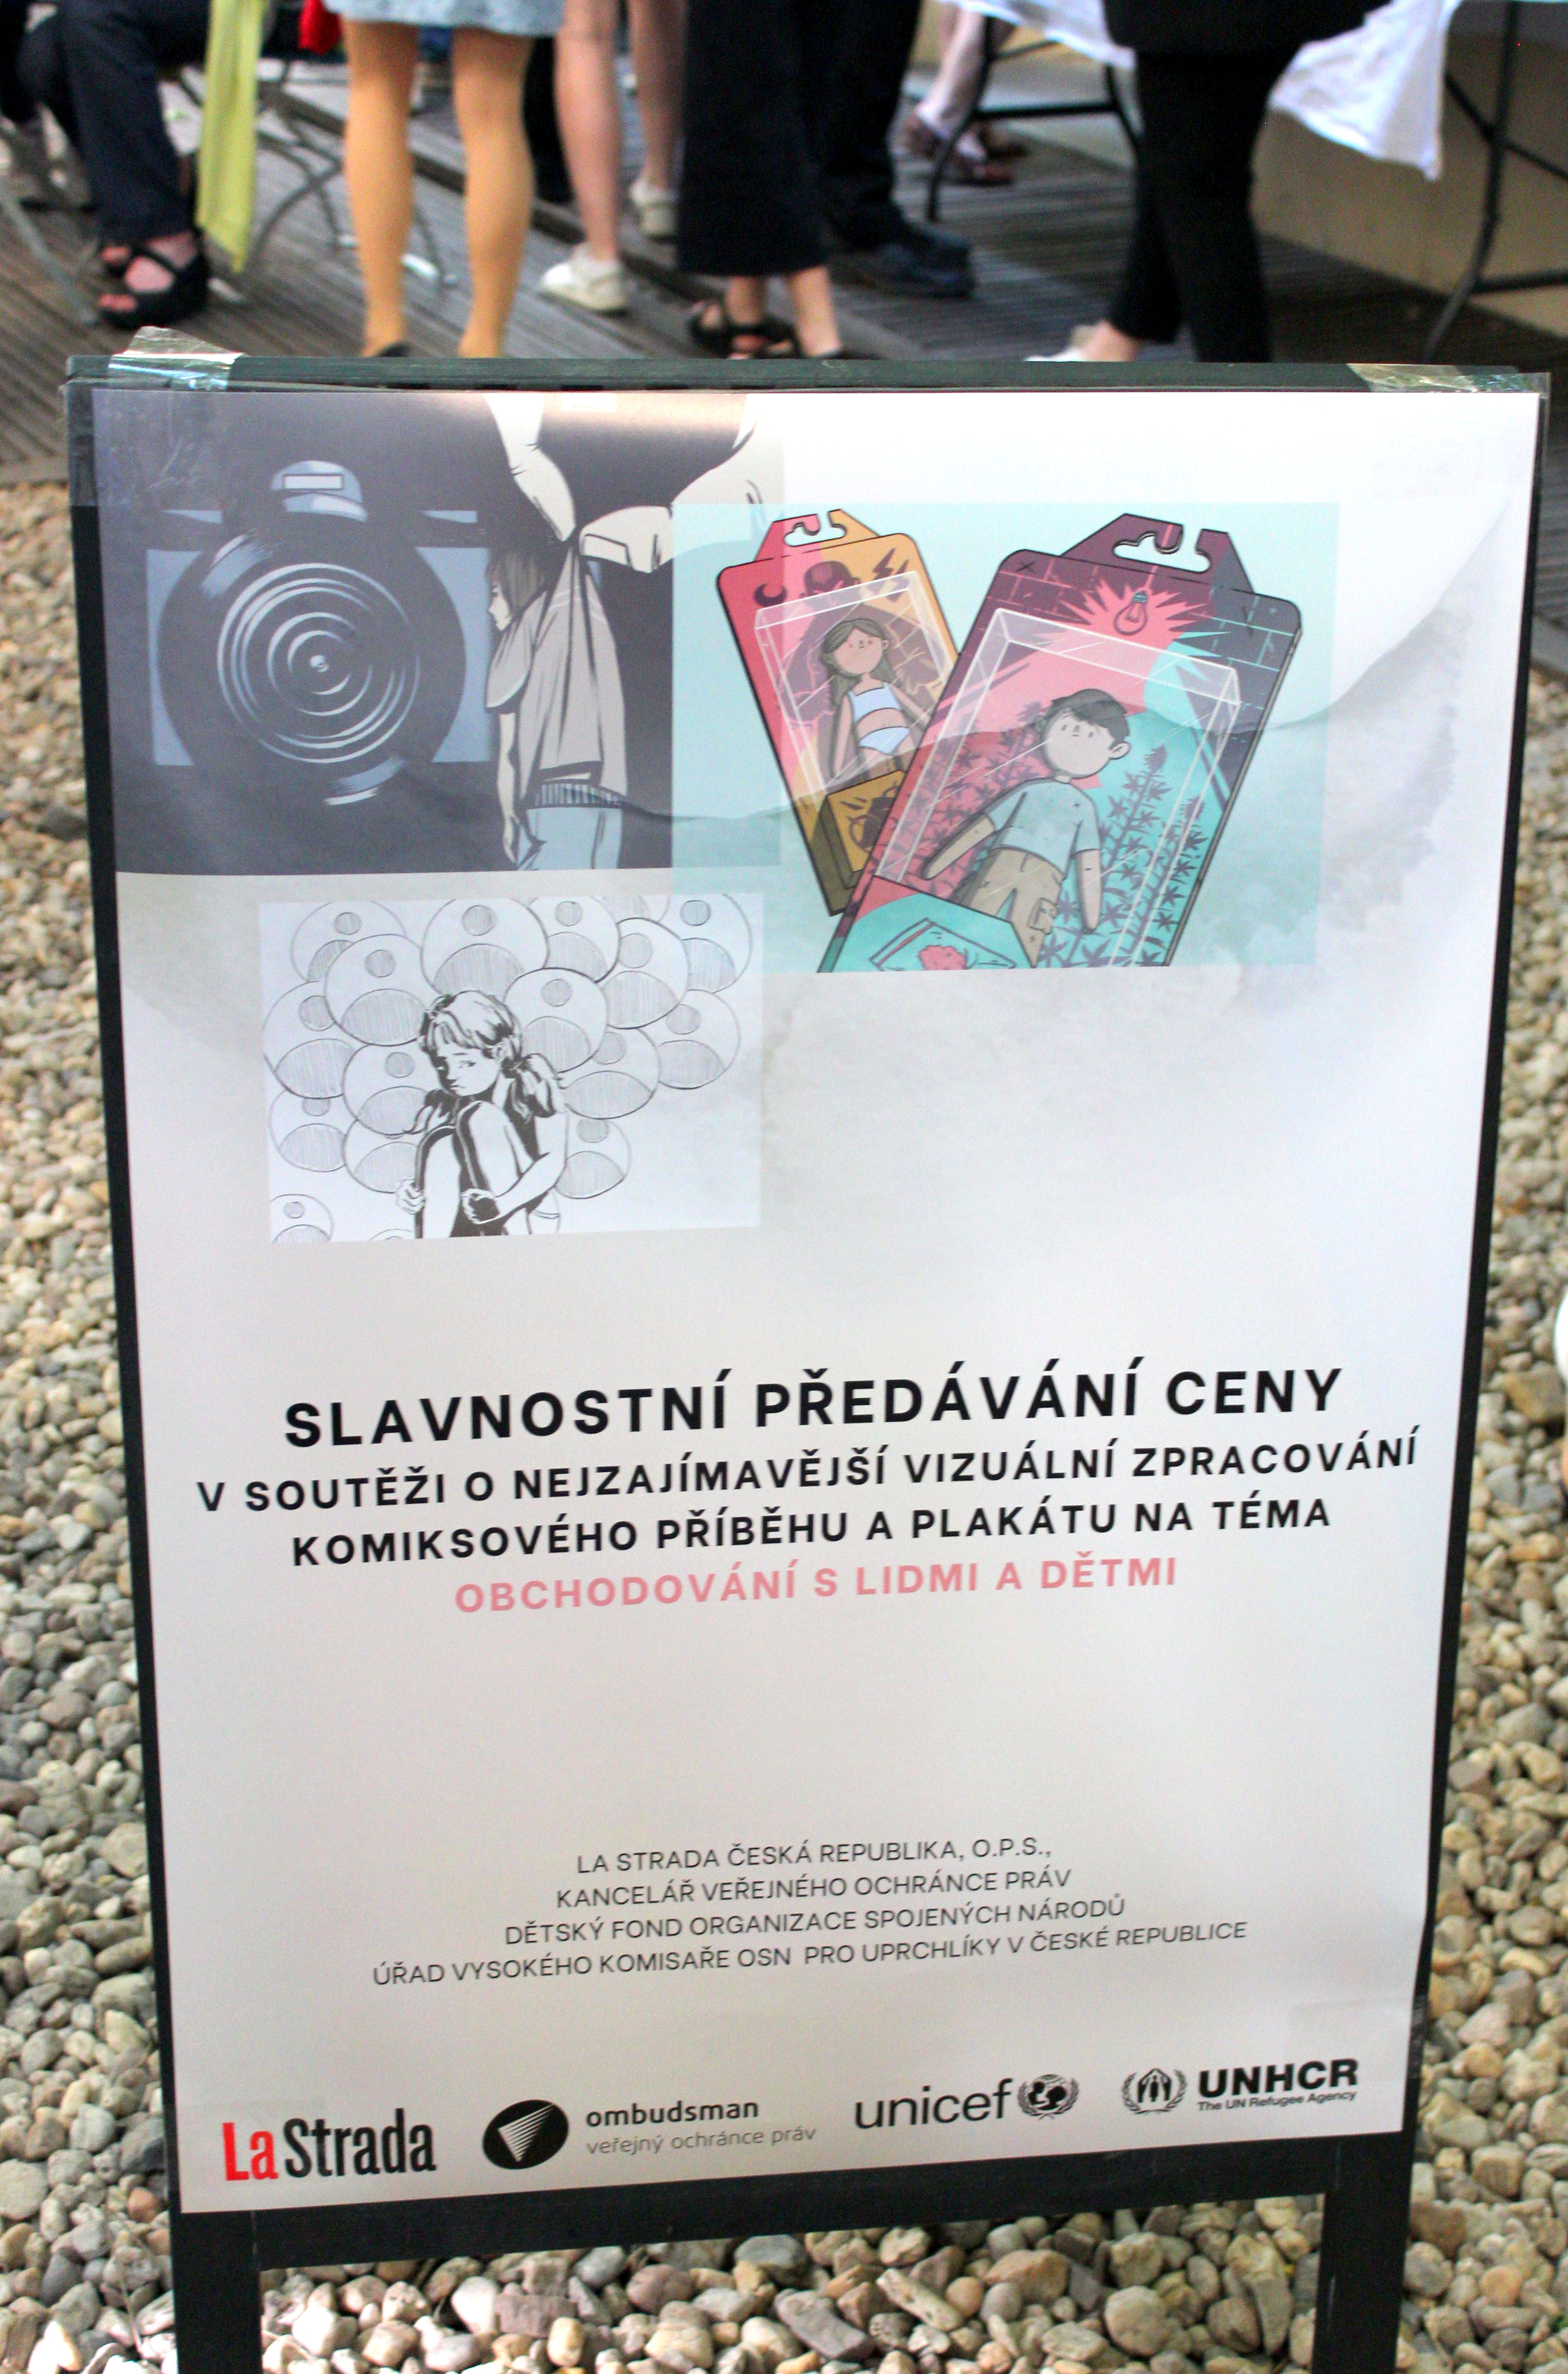 SLAVNOSTNÍ PŘEDÁVÁNÍ CENY
V SOUTĚŽI O NEJZAJÍMAVĚJŠÍ VIZUÁLNÍ ZPRACOVÁNÍ
KOMIKSOVÉHO PŘÍBĚHU A PLAKÁTU NA TÉMA
OBCHODOVÁNÍ S LIDMI A DĚTMI
LA STRADA ČESKÁ REPUBLIKA, O.P.S.,
KANCELÁŘ VEŘEJNÉHO OCHRÁNCE PRÁV
DĚTSKÝ FOND ORGANIZACE SPOJENÝCH NÁRODŮ
ÚŘAD VYSOKÉHO KOMISAŘE OSN PRO UPRCHLÍKY V ČESKÉ REPUBLICE
La Strada
ombudsman
veřejný ochránce práv
unicef
UNHCR
The UN Refugee Agency